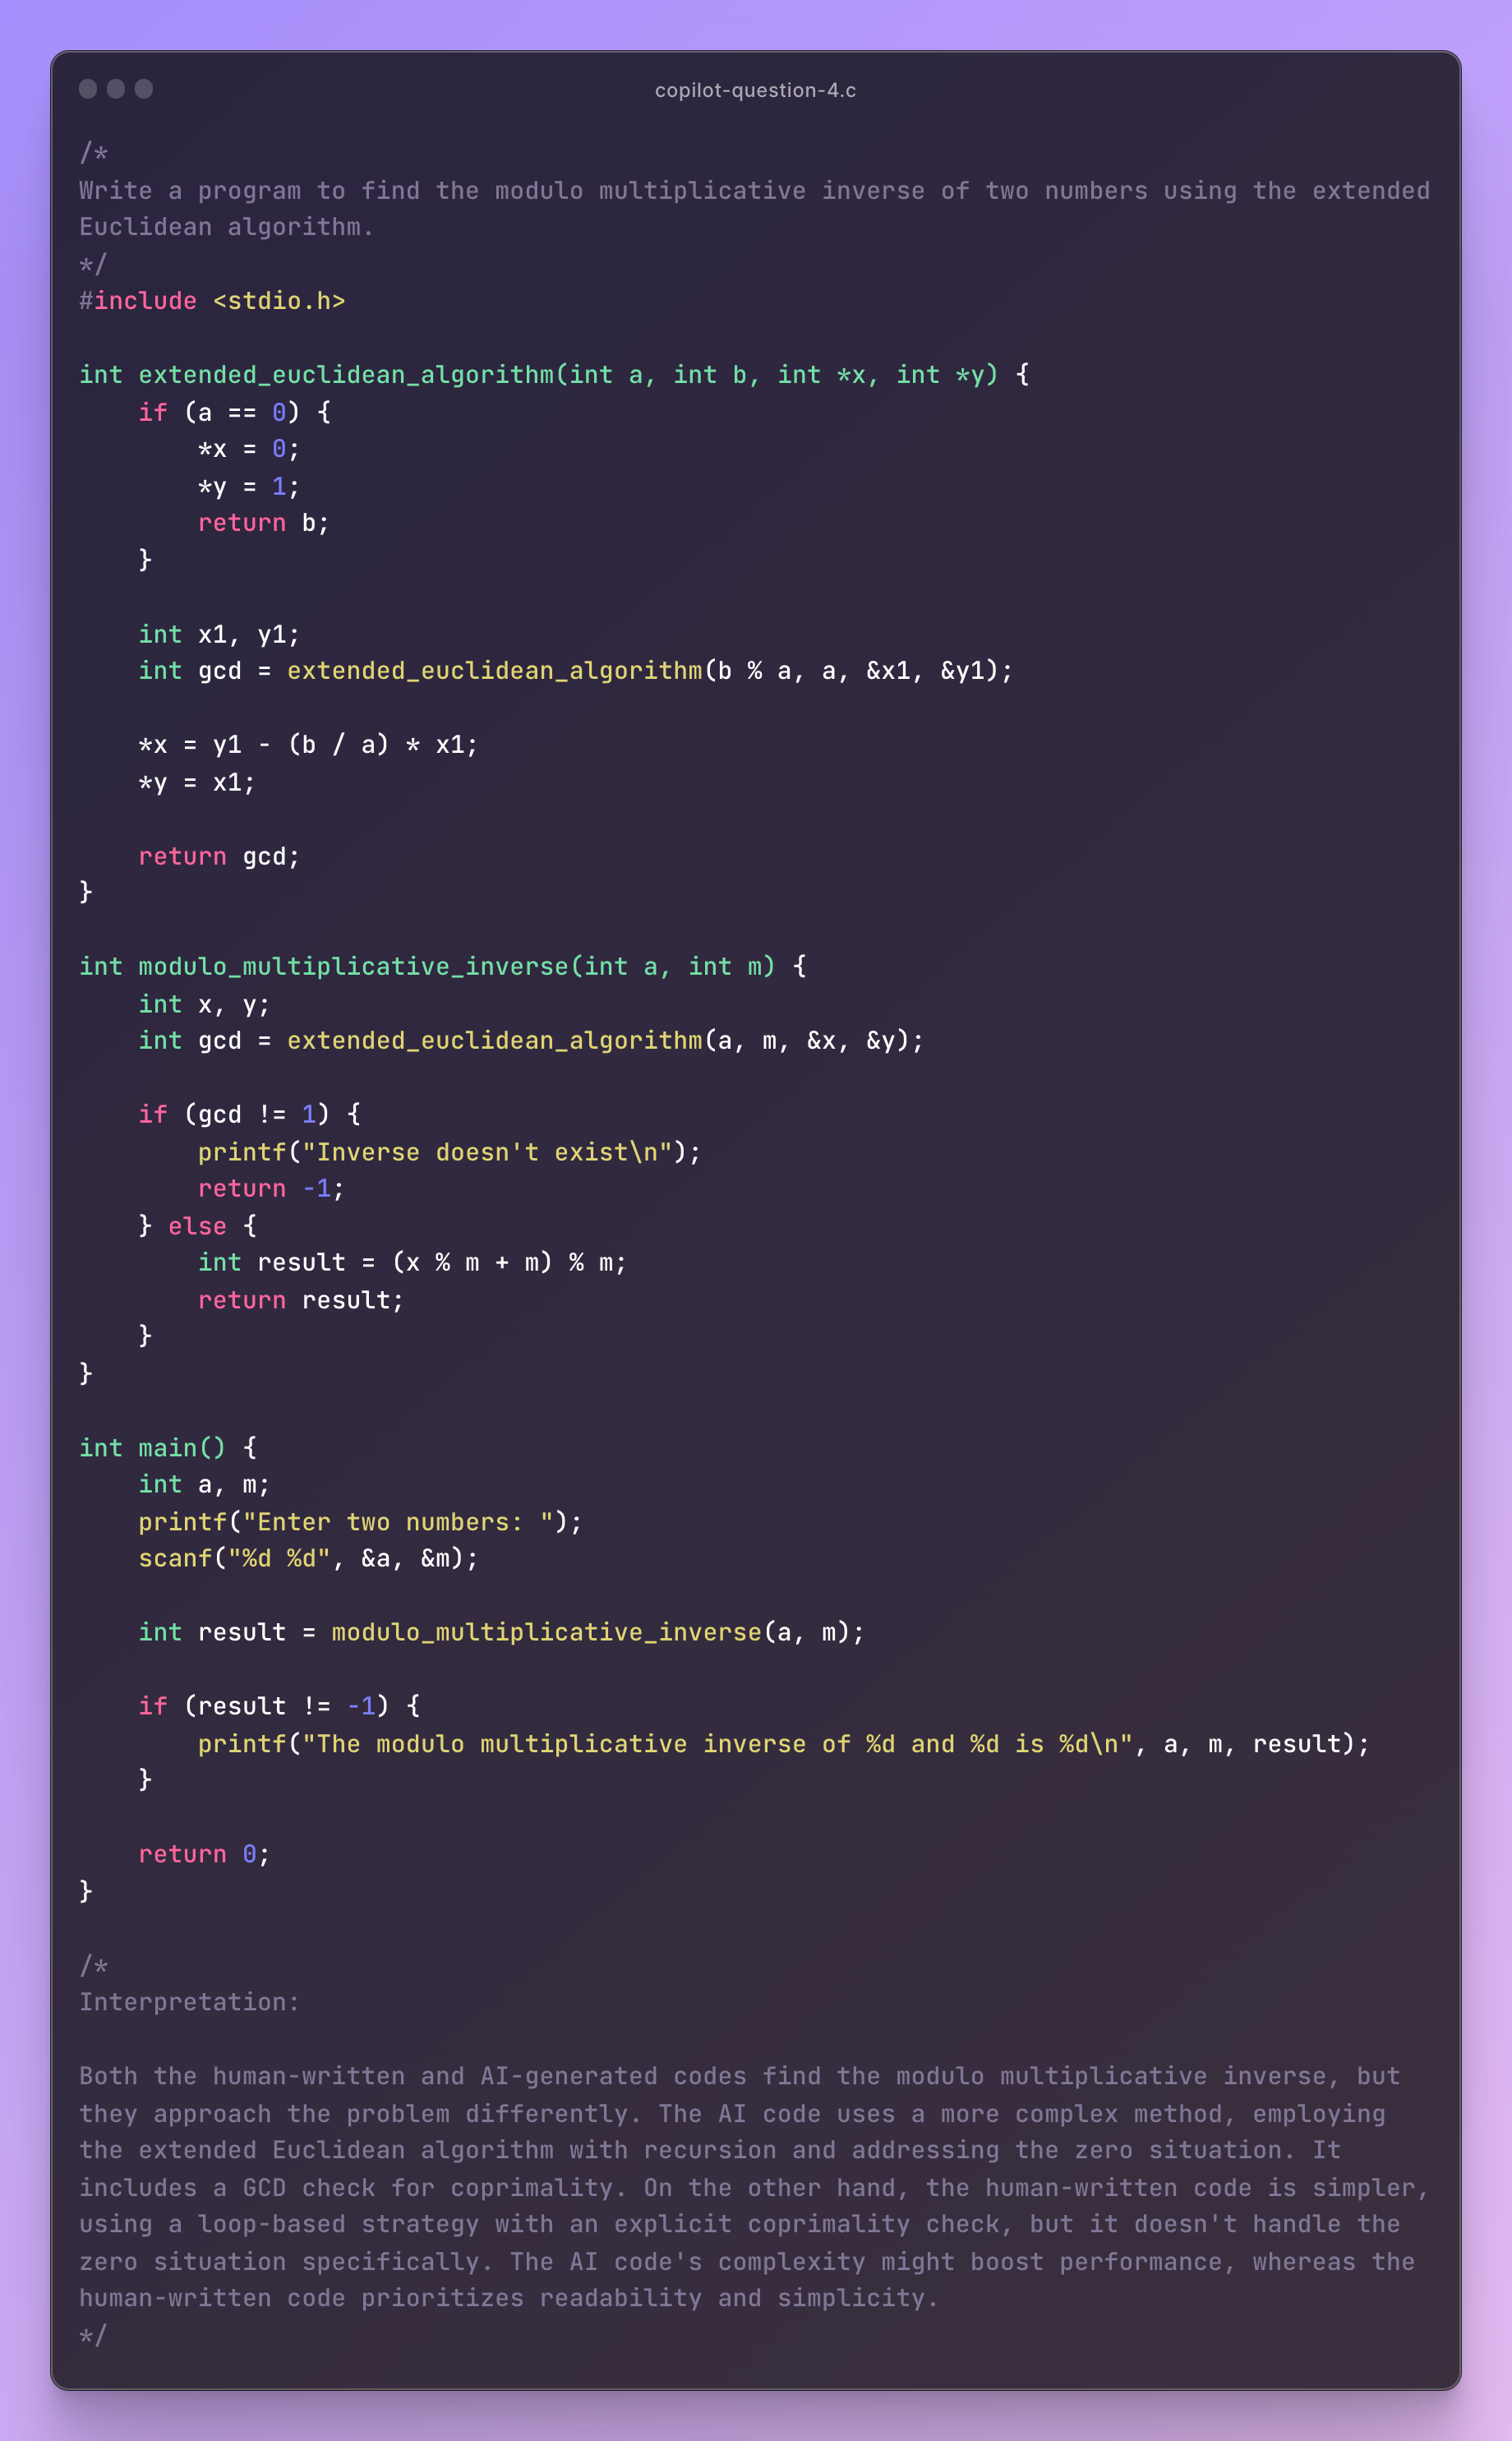 copilot-question-4.c
/*
Write a program to find the modulo multiplicative inverse of two numbers using the extended
Euclidean algorithm.
*/
#include <stdio.h>

int extended_euclidean_algorithm(int a, int b, int *x, int *y) {
    if (a == 0) {
        *x = 0;
        *y = 1;
        return b;
    }

    int x1, y1;
    int gcd = extended_euclidean_algorithm(b % a, a, &x1, &y1);

    *x = y1 - (b / a) * x1;
    *y = x1;

    return gcd;
}

int modulo_multiplicative_inverse(int a, int m) {
    int x, y;
    int gcd = extended_euclidean_algorithm(a, m, &x, &y);

    if (gcd != 1) {
        printf("Inverse doesn't exist\n");
        return -1;
    } else {
        int result = (x % m + m) % m;
        return result;
    }
}

int main() {
    int a, m;
    printf("Enter two numbers: ");
    scanf("%d %d", &a, &m);

    int result = modulo_multiplicative_inverse(a, m);

    if (result != -1) {
        printf("The modulo multiplicative inverse of %d and %d is %d\n", a, m, result);
    }

    return 0;
}

/*
Interpretation:

Both the human-written and AI-generated codes find the modulo multiplicative inverse, but
they approach the problem differently. The AI code uses a more complex method, employing
the extended Euclidean algorithm with recursion and addressing the zero situation. It
includes a GCD check for coprimality. On the other hand, the human-written code is simpler,
using a loop-based strategy with an explicit coprimality check, but it doesn't handle the
zero situation specifically. The AI code's complexity might boost performance, whereas the
human-written code prioritizes readability and simplicity.
*/